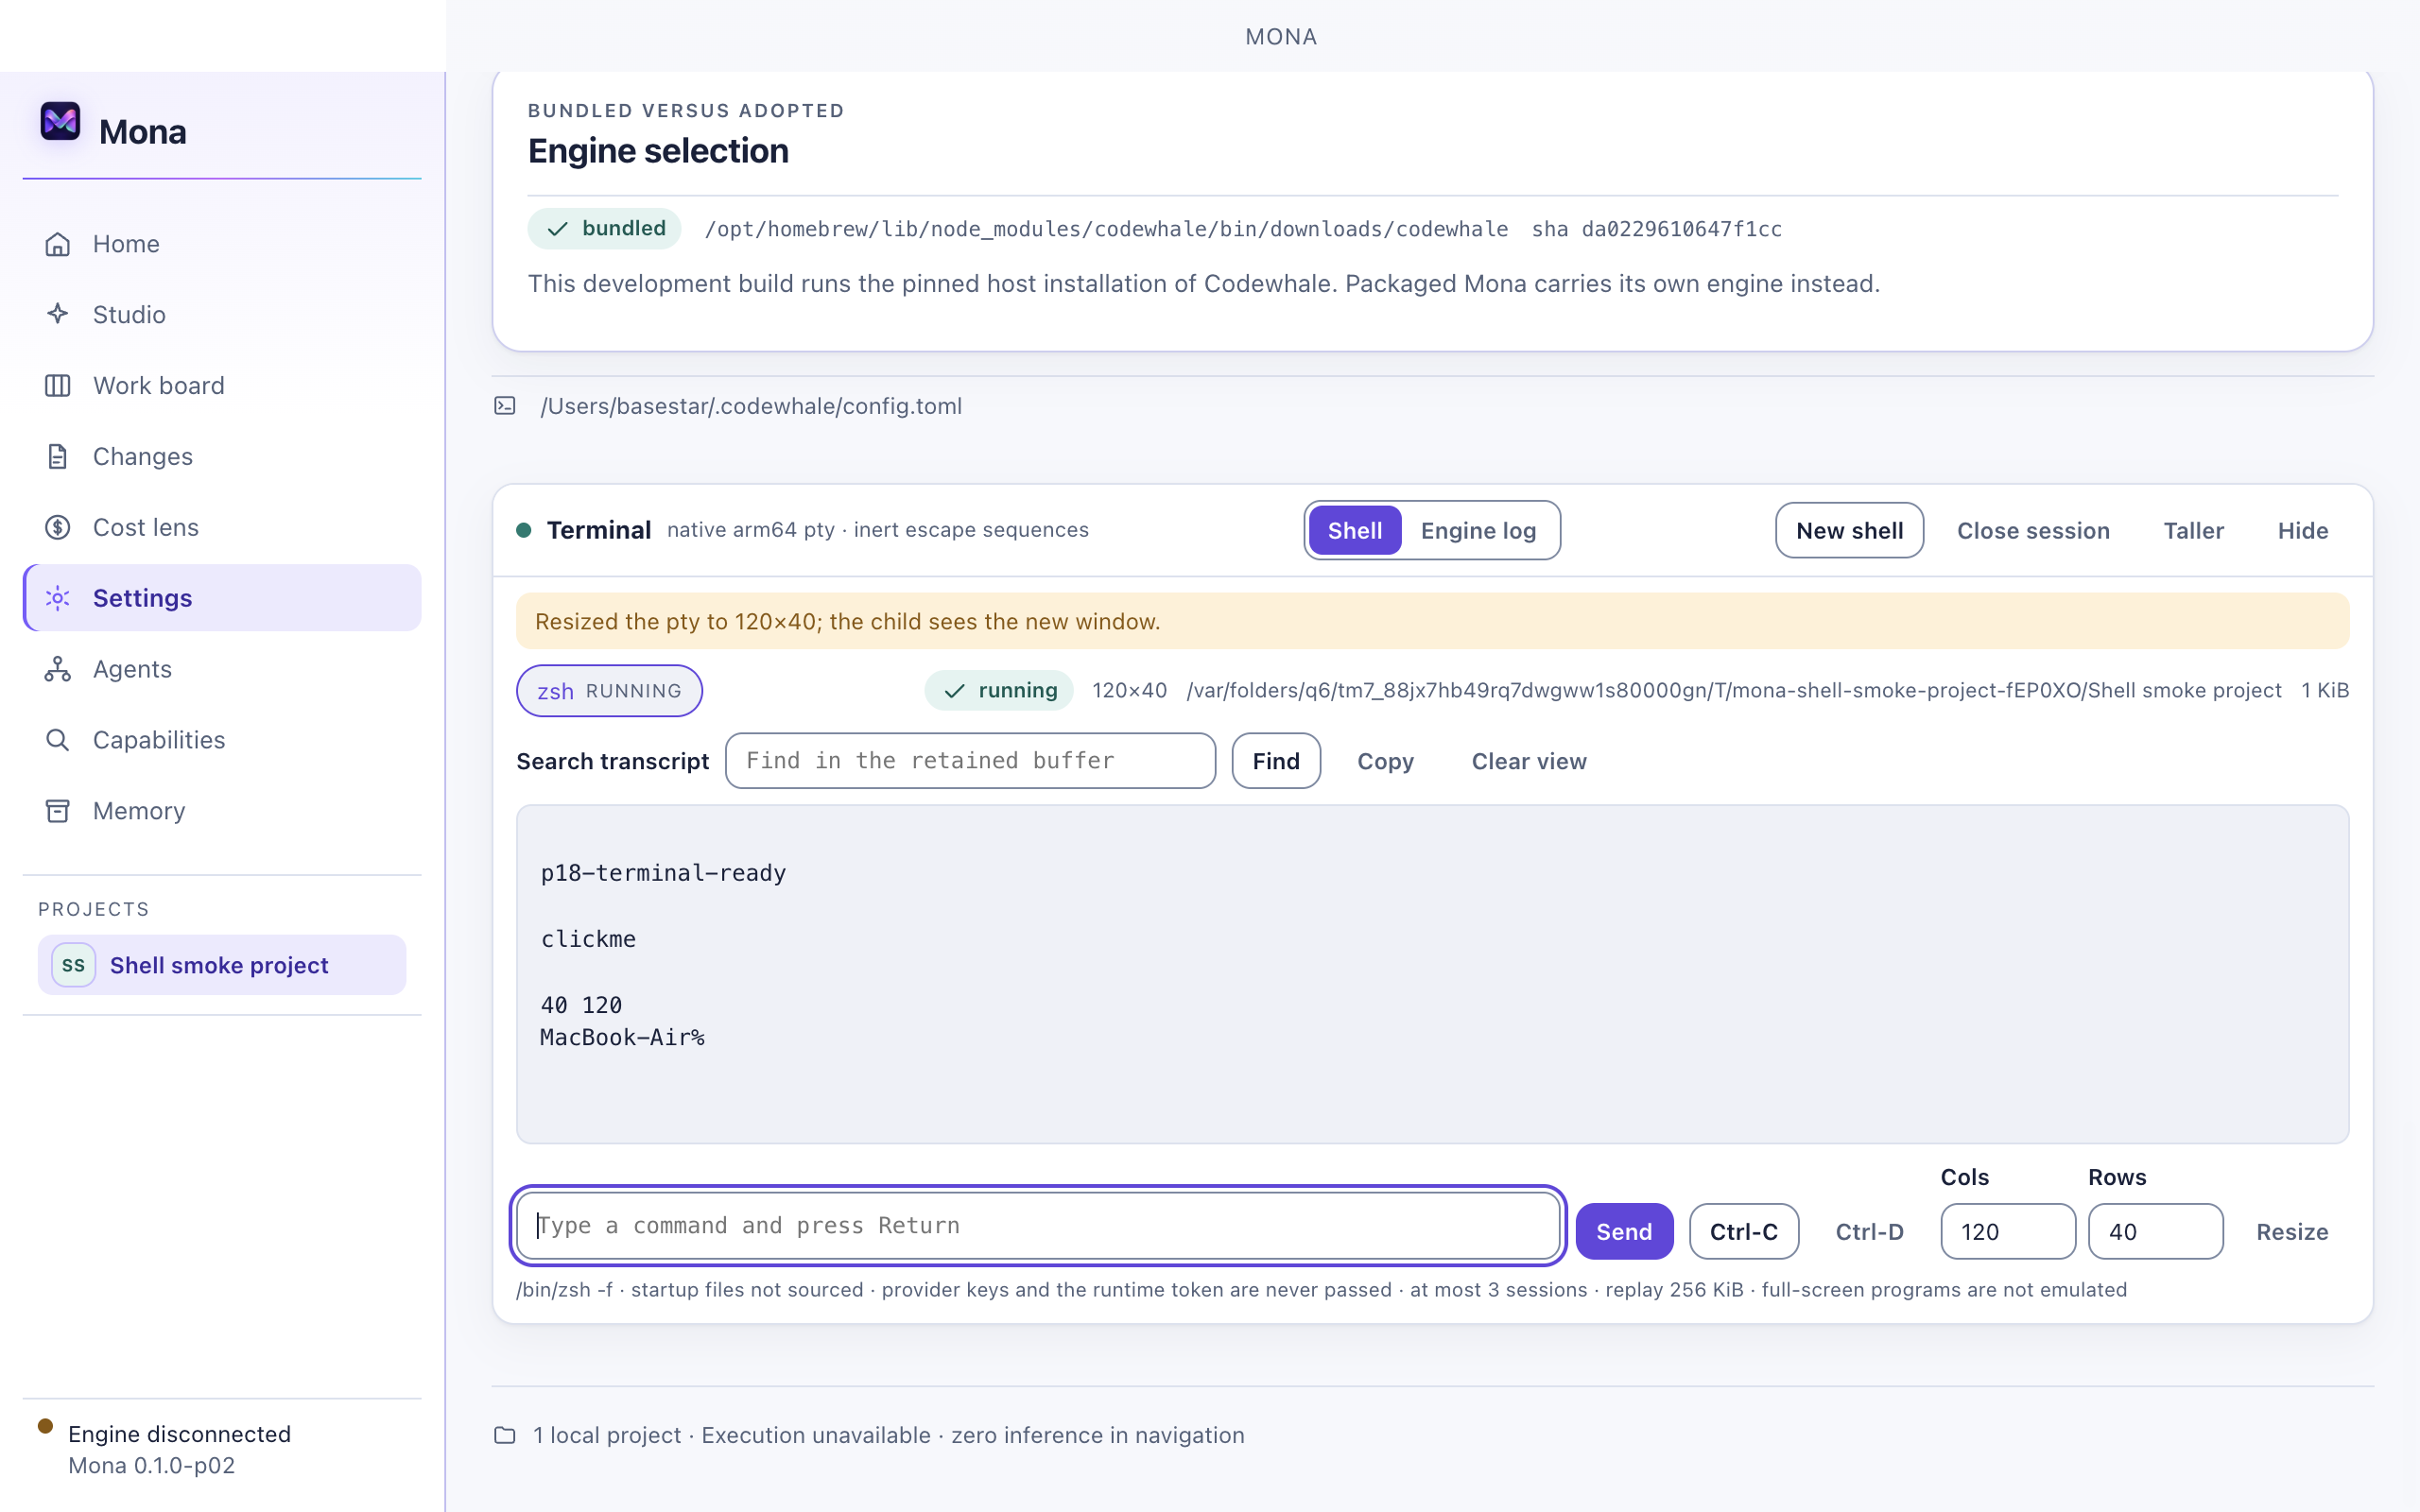 MONA
Mona
Home
Studio
Work board
Changes
Cost lens
Settings
Agents
Capabilities
Memory
PROJECTS
SS Shell smoke project
Engine disconnected
Mona 0.1.0-p02
BUNDLED VERSUS ADOPTED
Engine selection
bundled /opt/homebrew/lib/node_modules/codewhale/bin/downloads/codewhale sha da0229610647f1cc
This development build runs the pinned host installation of Codewhale. Packaged Mona carries its own engine instead.
/Users/basestar/.codewhale/config.toml
Terminal native arm64 pty · inert escape sequences Shell Engine log New shell Close session Taller Hide
Resized the pty to 120×40; the child sees the new window.
zsh RUNNING running 120×40 /var/folders/q6/tm7_88jx7hb49rq7dwgww1s80000gn/T/mona-shell-smoke-project-fEP0XO/Shell smoke project 1 KiB
Search transcript Find in the retained buffer Find Copy Clear view
p18-terminal-ready
clickme
40 120
MacBook-Air%
Cols Rows
Type a command and press Return Send Ctrl-C Ctrl-D 120 40 Resize
/bin/zsh -f · startup files not sourced · provider keys and the runtime token are never passed · at most 3 sessions · replay 256 KiB · full-screen programs are not emulated
1 local project · Execution unavailable · zero inference in navigation